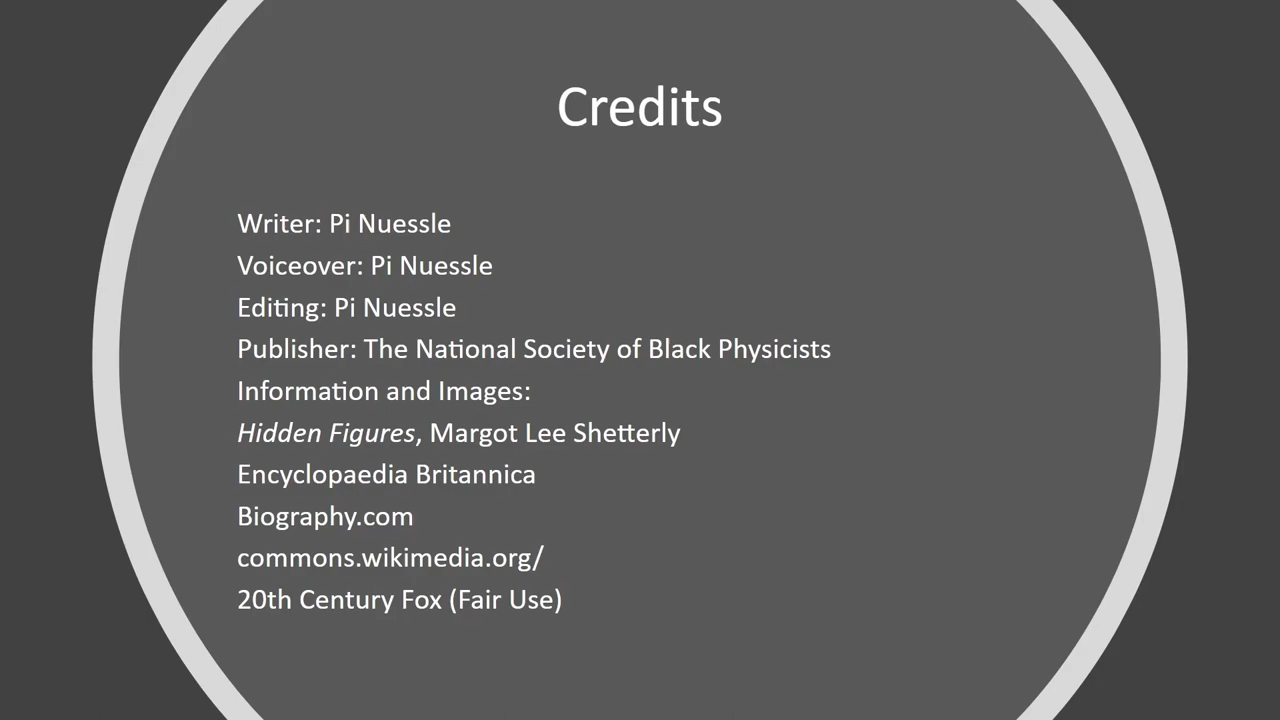 Credits
Writer: Pi Nuessle
Voiceover: Pi Nuessle
Editing: Pi Nuessle
Publisher: The National Society of Black Physicists
Information and Images:
Hidden Figures, Margot Lee Shetterly
Encyclopaedia Britannica
Biography.com
commons.wikimedia.org/
20th Century Fox (Fair Use)